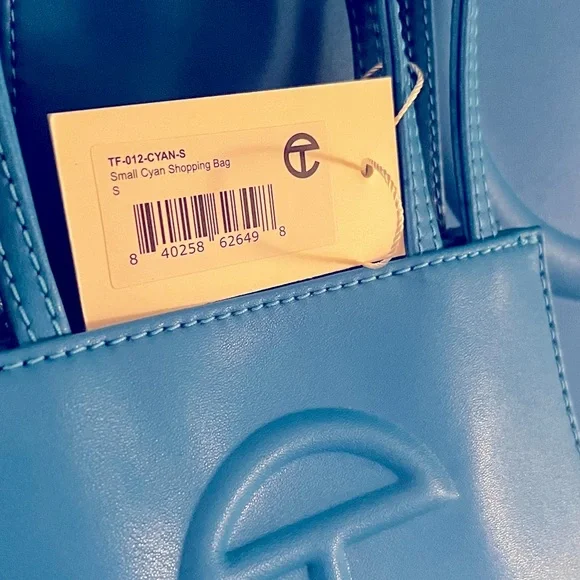 TF-012-CYAN-S
Small Cyan Shopping Bag
S
8 40258 62649 8